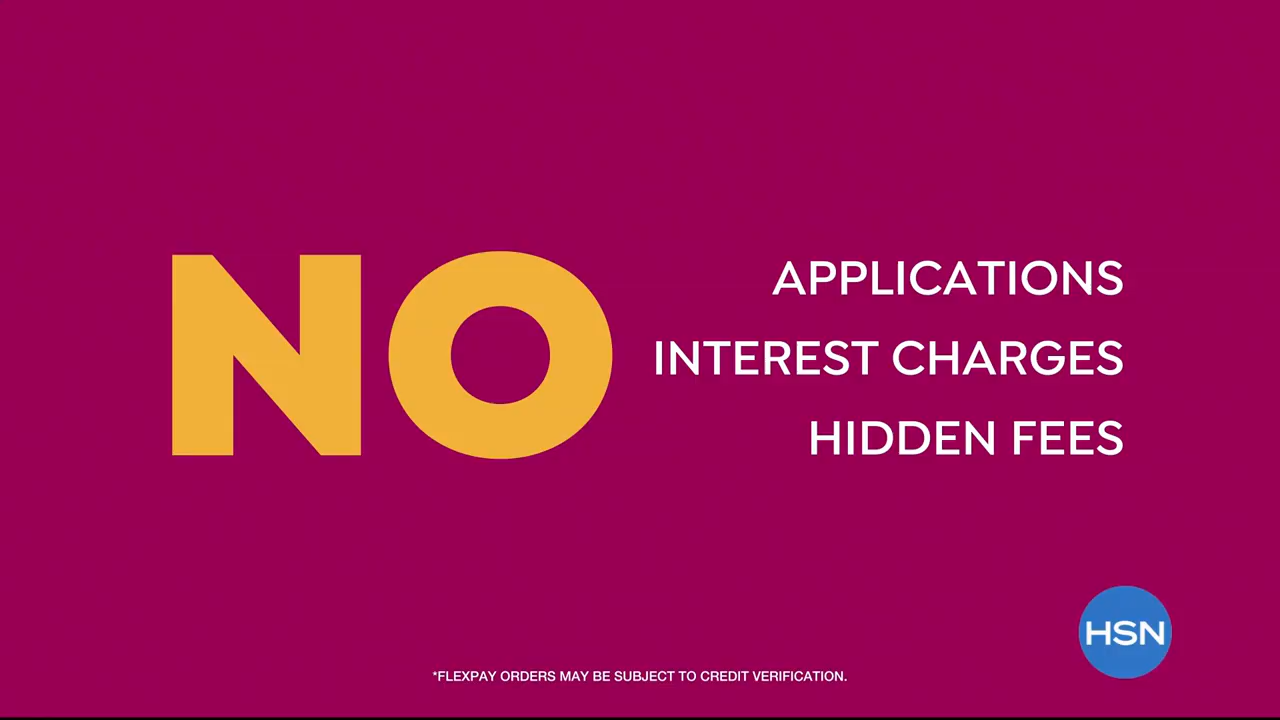 NO
APPLICATIONS
INTEREST CHARGES
HIDDEN FEES
HSN
*FLEXPAY ORDERS MAY BE SUBJECT TO CREDIT VERIFICATION.